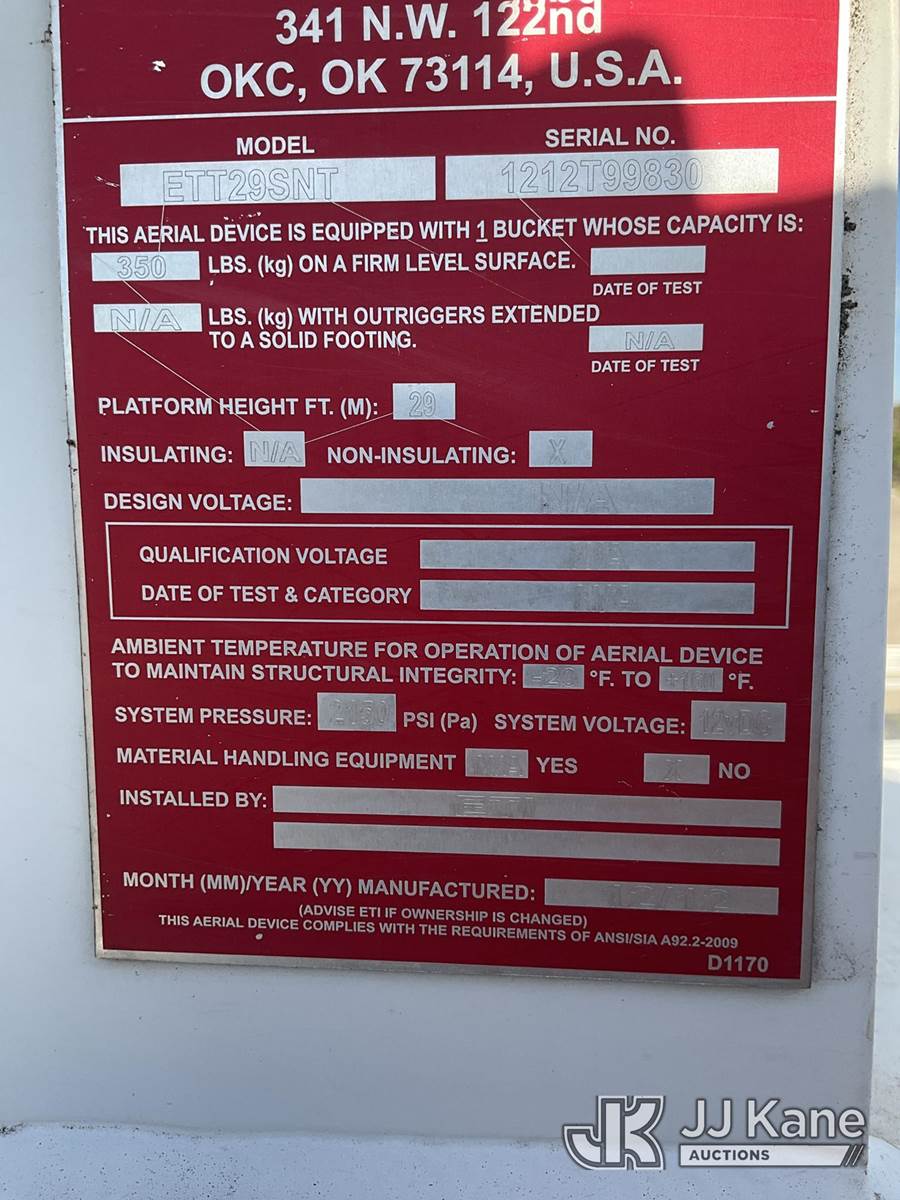 341 N.W. 122nd
OKC, OK 73114, U.S.A.
MODEL SERIAL NO.
ETT29SNT 1212T99830
THIS AERIAL DEVICE IS EQUIPPED WITH 1 BUCKET WHOSE CAPACITY IS:
350 LBS. (kg) ON A FIRM LEVEL SURFACE.
DATE OF TEST
N/A LBS. (kg) WITH OUTRIGGERS EXTENDED
TO A SOLID FOOTING. N/A
DATE OF TEST
PLATFORM HEIGHT FT. (M): 29
INSULATING: N/A NON-INSULATING: X
DESIGN VOLTAGE: N/A
QUALIFICATION VOLTAGE
DATE OF TEST & CATEGORY N/A
AMBIENT TEMPERATURE FOR OPERATION OF AERIAL DEVICE
TO MAINTAIN STRUCTURAL INTEGRITY: -20 °F. TO °F.
SYSTEM PRESSURE: 2150 PSI (Pa) SYSTEM VOLTAGE: 12vDC
MATERIAL HANDLING EQUIPMENT N/A YES X NO
INSTALLED BY: ETI
MONTH (MM)/YEAR (YY) MANUFACTURED: 12/12
(ADVISE ETI IF OWNERSHIP IS CHANGED)
THIS AERIAL DEVICE COMPLIES WITH THE REQUIREMENTS OF ANSI/SIA A92.2-2009
D1170
JK JJ Kane
AUCTIONS